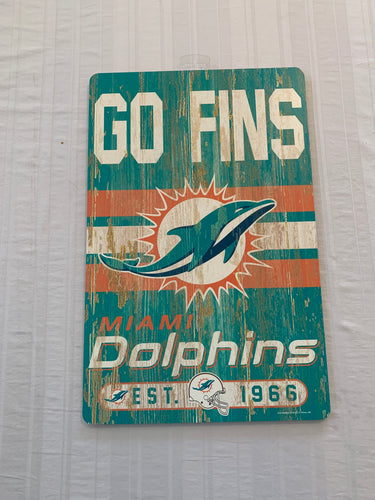 GO FINS
MIAMI
Dolphins
EST. 1966